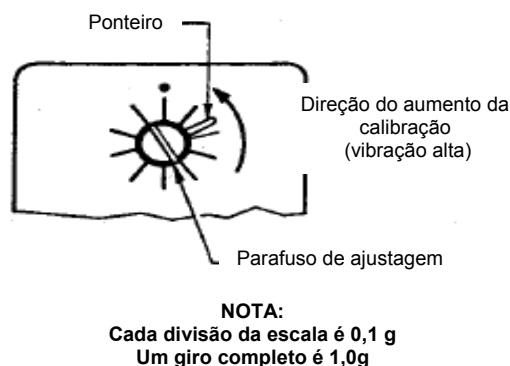 Ponteiro
Direção do aumento da
calibração
(vibração alta)
Parafuso de ajustagem
NOTA:
Cada divisão da escala é 0,1 g
Um giro completo é 1,0g